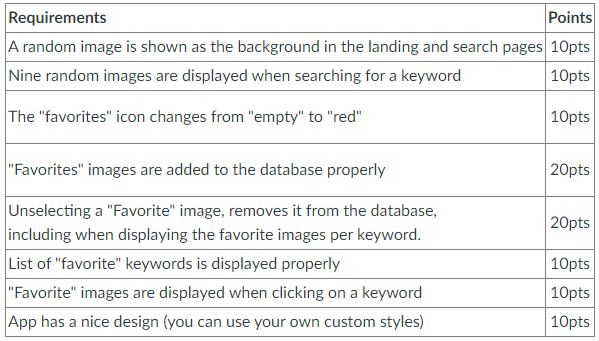 Requirements Points
A random image is shown as the background in the landing and search pages 10pts
Nine random images are displayed when searching for a keyword 10pts
The "favorites" icon changes from "empty" to "red" 10pts
"Favorites" images are added to the database properly 20pts
Unselecting a "Favorite" image, removes it from the database,
including when displaying the favorite images per keyword. 20pts
List of "favorite" keywords is displayed properly 10pts
"Favorite" images are displayed when clicking on a keyword 10pts
App has a nice design (you can use your own custom styles) 10pts